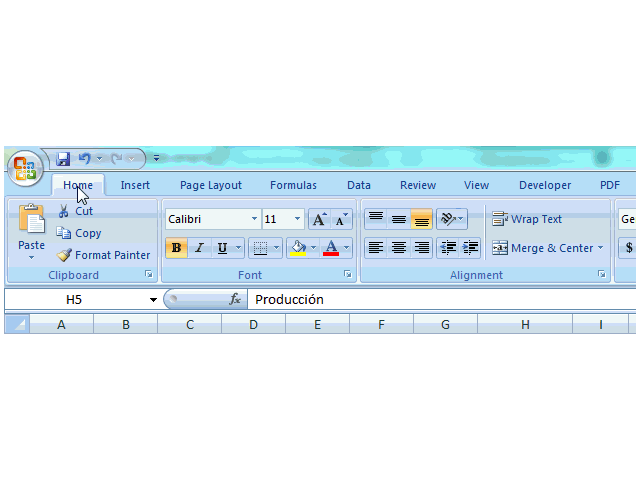 Home Insert Page Layout Formulas Data Review View Developer PDF
Cut
Calibri 11 Wrap Text Ge
Paste Copy
Format Painter B I U A Merge & Center $
Clipboard Font Alignment
H5 fx Producción
A B C D E F G H I